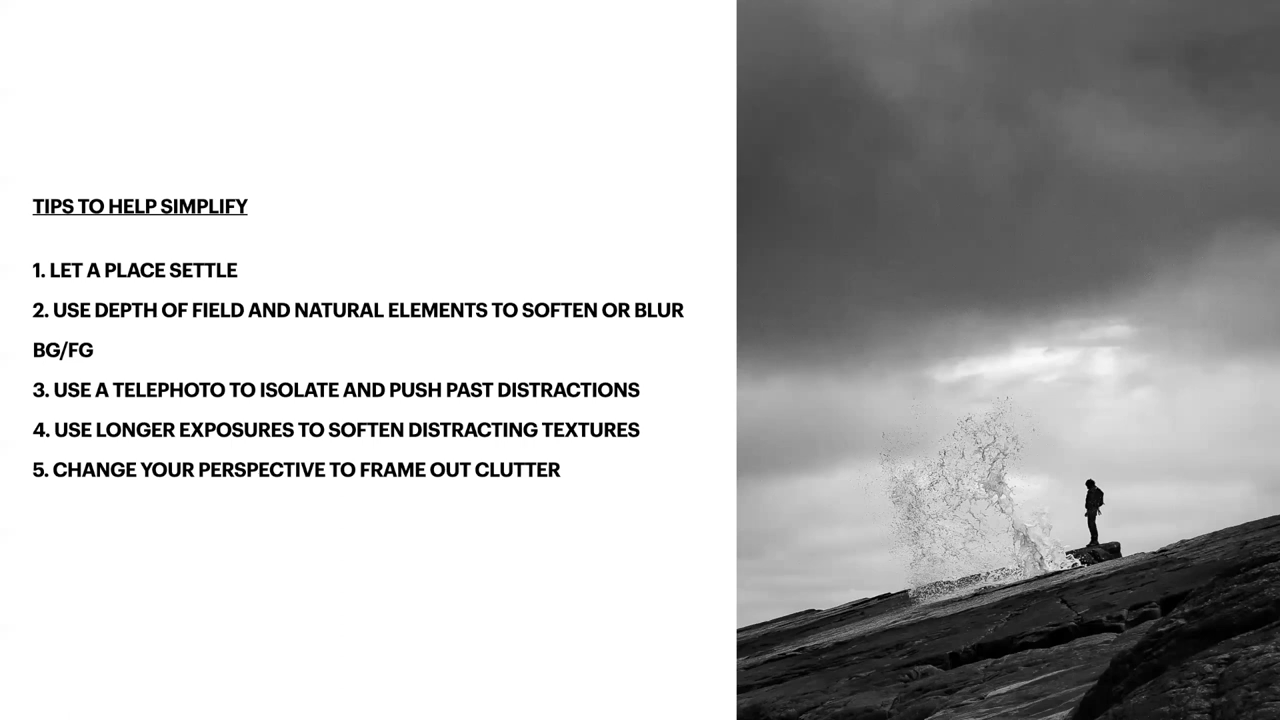 TIPS TO HELP SIMPLIFY
1. LET A PLACE SETTLE
2. USE DEPTH OF FIELD AND NATURAL ELEMENTS TO SOFTEN OR BLUR
BG/FG
3. USE A TELEPHOTO TO ISOLATE AND PUSH PAST DISTRACTIONS
4. USE LONGER EXPOSURES TO SOFTEN DISTRACTING TEXTURES
5. CHANGE YOUR PERSPECTIVE TO FRAME OUT CLUTTER